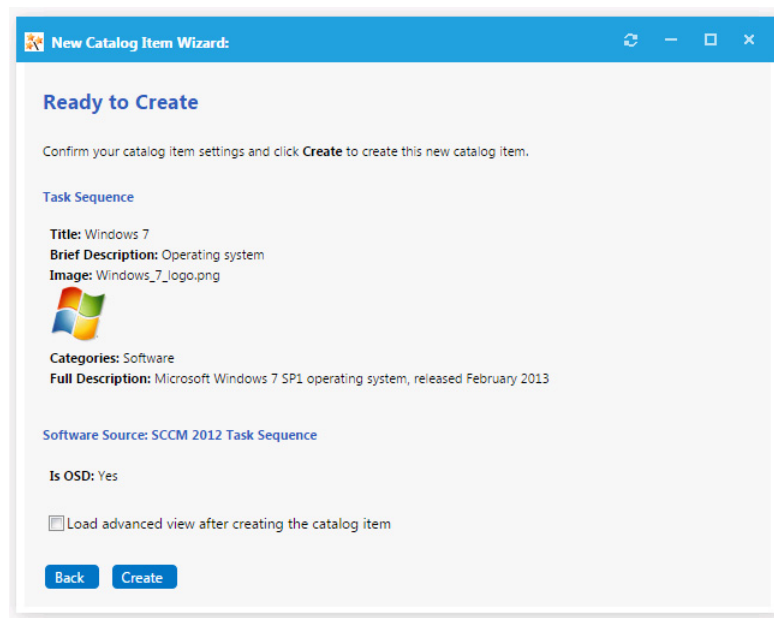 New Catalog Item Wizard:
Ready to Create
Confirm your catalog item settings and click Create to create this new catalog item.
Task Sequence
Title: Windows 7
Brief Description: Operating system
Image: Windows_7_logo.png
Categories: Software
Full Description: Microsoft Windows 7 SP1 operating system, released February 2013
Software Source: SCCM 2012 Task Sequence
Is OSD: Yes
Load advanced view after creating the catalog item
Back Create